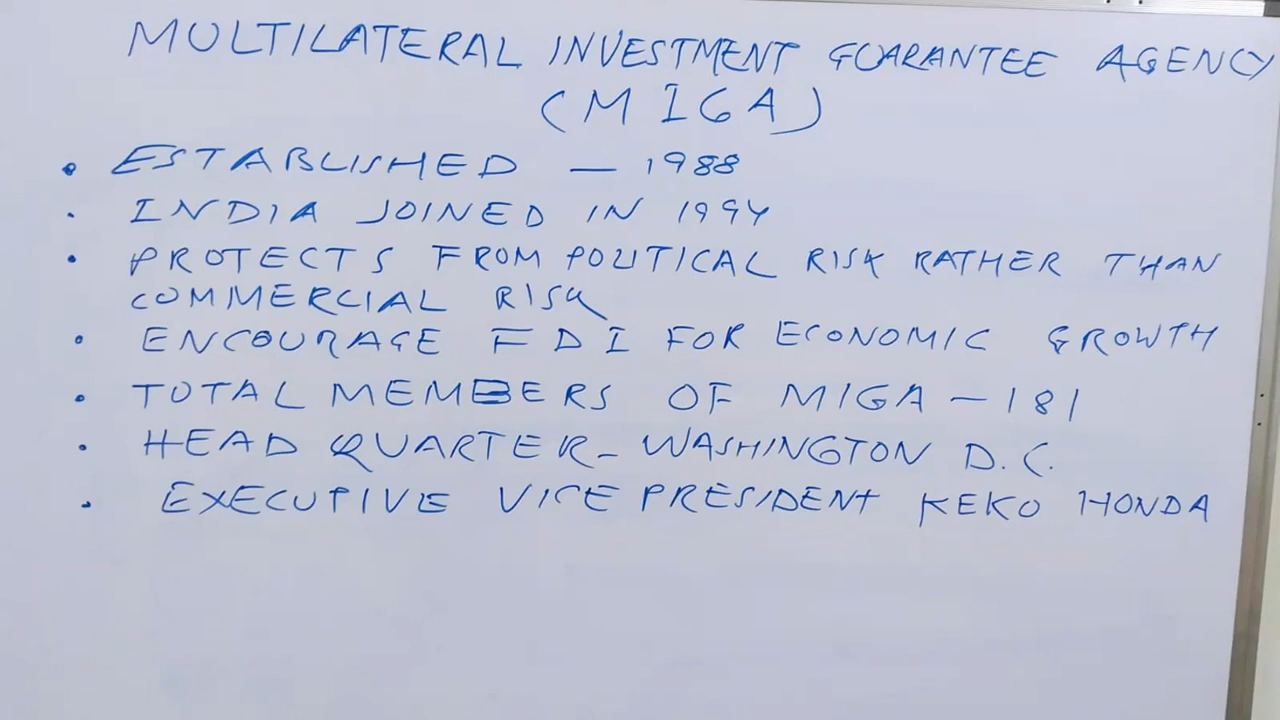 MULTILATERAL INVESTMENT GUARANTEE AGENCY
(MIGA)
• ESTABLISHED — 1988
• INDIA JOINED IN 1994
• PROTECTS FROM POLITICAL RISK RATHER THAN
COMMERCIAL RISK
• ENCOURAGE FDI FOR ECONOMIC GROWTH
• TOTAL MEMBERS OF MIGA — 181
• HEAD QUARTER - WASHINGTON D.C.
• EXECUTIVE VICE PRESIDENT KEKO HONDA